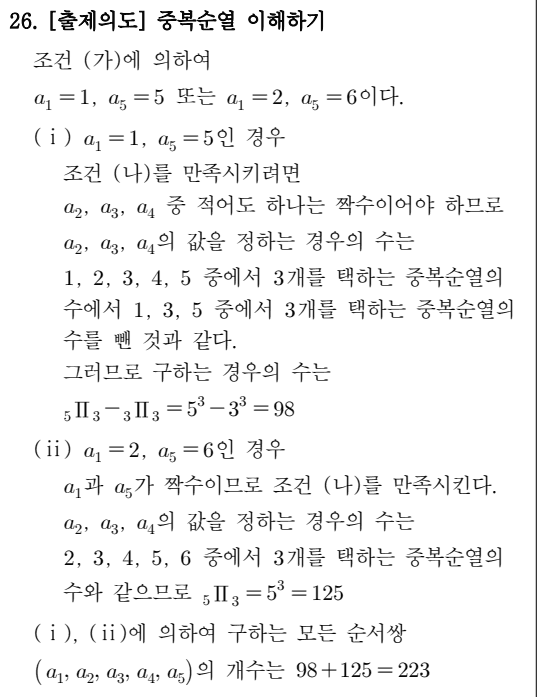 26. [출제의도] 중복순열 이해하기
조건 (가)에 의하여
a₁=1, a₅=5 또는 a₁=2, a₅=6이다.
(ⅰ) a₁=1, a₅=5인 경우
조건 (나)를 만족시키려면
a₂, a₃, a₄ 중 적어도 하나는 짝수이어야 하므로
a₂, a₃, a₄의 값을 정하는 경우의 수는
1, 2, 3, 4, 5 중에서 3개를 택하는 중복순열의
수에서 1, 3, 5 중에서 3개를 택하는 중복순열의
수를 뺀 것과 같다.
그러므로 구하는 경우의 수는
₅Π₃−₃Π₃=5³−3³=98
(ⅱ) a₁=2, a₅=6인 경우
a₁과 a₅가 짝수이므로 조건 (나)를 만족시킨다.
a₂, a₃, a₄의 값을 정하는 경우의 수는
2, 3, 4, 5, 6 중에서 3개를 택하는 중복순열의
수와 같으므로 ₅Π₃=5³=125
(ⅰ), (ⅱ)에 의하여 구하는 모든 순서쌍
(a₁, a₂, a₃, a₄, a₅)의 개수는 98+125=223